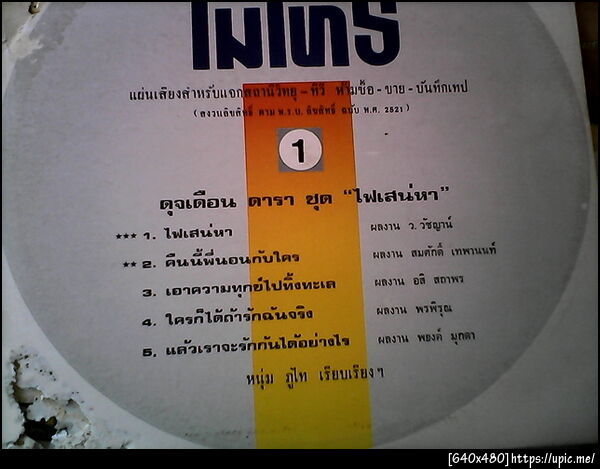 ไมโทร
แผ่นเสียงสำหรับแจกสถานีวิทยุ - ทีวี ห้ามซื้อ - ขาย - บันทึกเทป
(สงวนลิขสิทธิ์ ตาม พ.ร.บ. ลิขสิทธิ์ ฉบับ พ.ศ. 2521)
1
ดุจเดือน ดารา ชุด “ไฟเสน่หา”
*** 1. ไฟเสน่หา ผลงาน ว. วัชญาน์
** 2. คืนนี้พี่นอนกับใคร ผลงาน สมศักดิ์ เทพานนท์
3. เอาความทุกข์ไปทิ้งทะเล ผลงาน อสิ สถาพร
4. ใครก็ได้ถ้ารักฉันจริง ผลงาน พรพิรุณ
5. แล้วเราจะรักกันได้อย่างไร ผลงาน พยงค์ มุกดา
หนุ่ม ภูไท เรียบเรียงฯ
[640x480]https://upic.me/